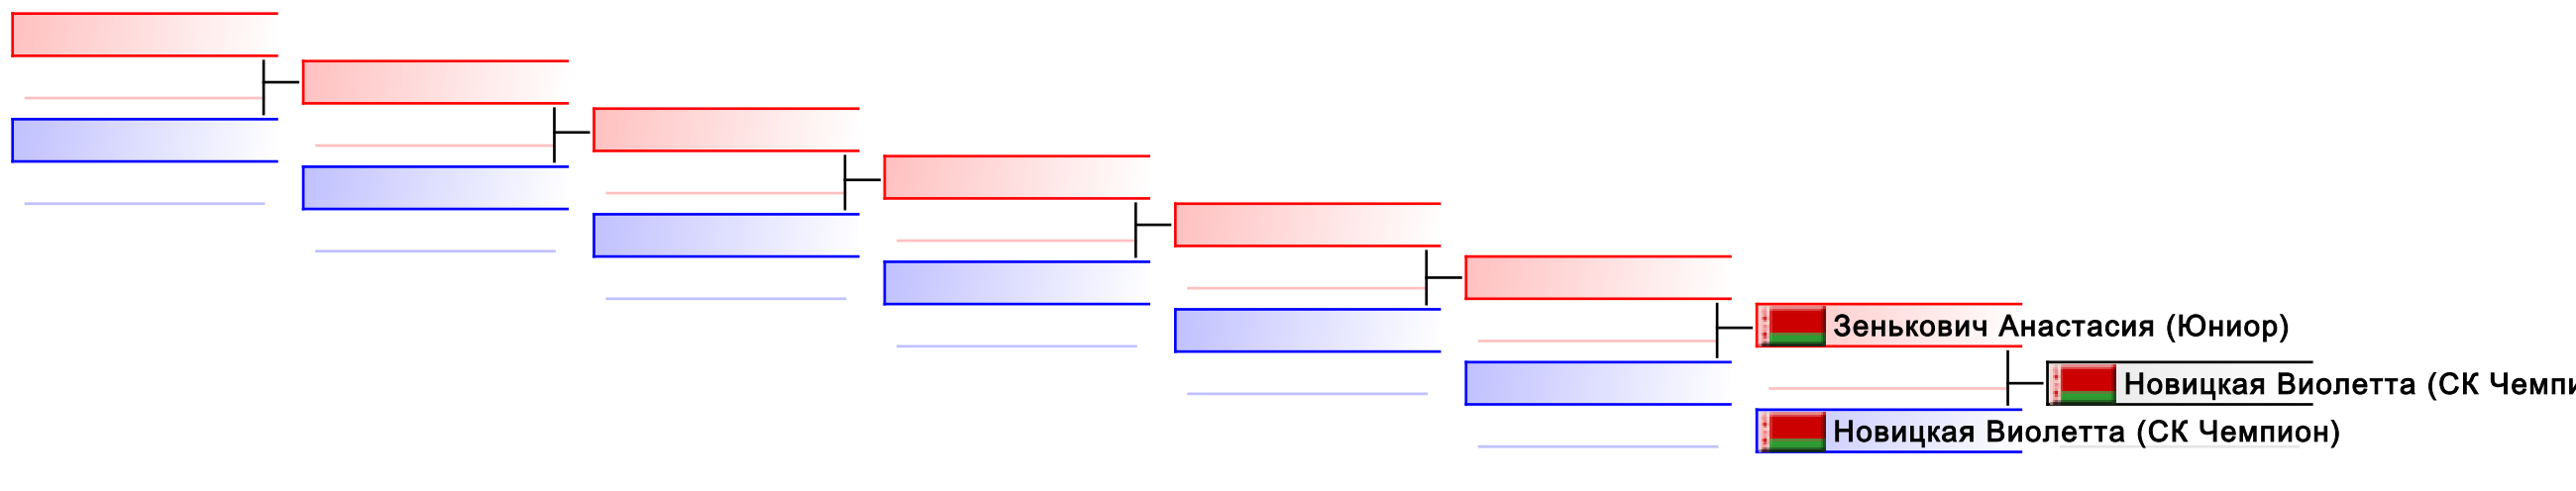 Зенькович Анастасия (Юниор)
Новицкая Виолетта (СК Чемпи
Новицкая Виолетта (СК Чемпион)